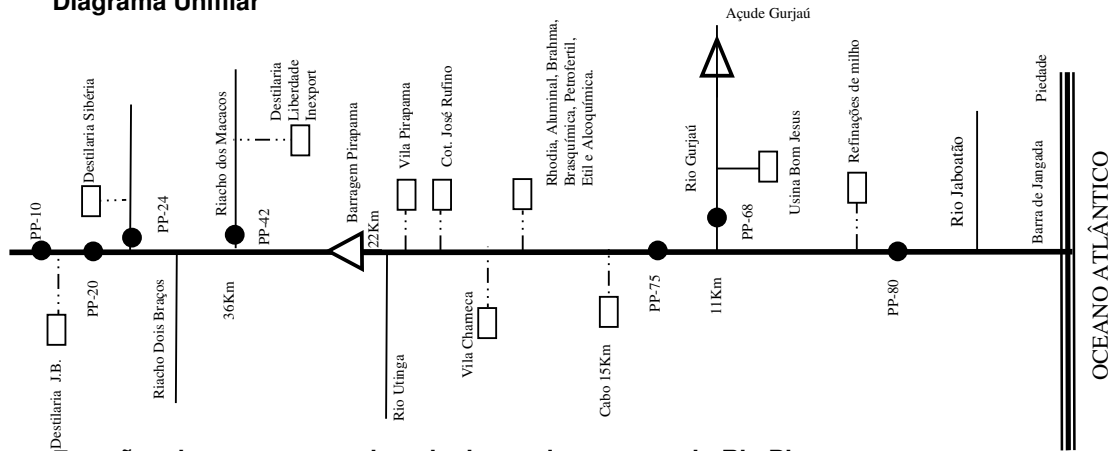 Diagrama Unifilar
PP-10
Destilaria J.B.
PP-20
Destilaria Sibéria
PP-24
Riacho Dois Braços
Riacho dos Macacos
PP-42
36Km
Destilaria
Liberdade
Inexport
Barragem Pirapama
22Km
Rio Utinga
Vila Pirapama
Cot. José Rufino
Vila Chameca
Rhodia, Aluminal, Brahma,
Brasquímica, Petrofertil,
Etil e Alcoquímica.
Cabo 15Km
PP-75
Açude Gurjaú
Rio Gurjaú
PP-68
11Km
Usina Bom Jesus
Refinações de milho
PP-80
Rio Jaboatão
Piedade
Barra de Jangada
OCEANO ATLÂNTICO